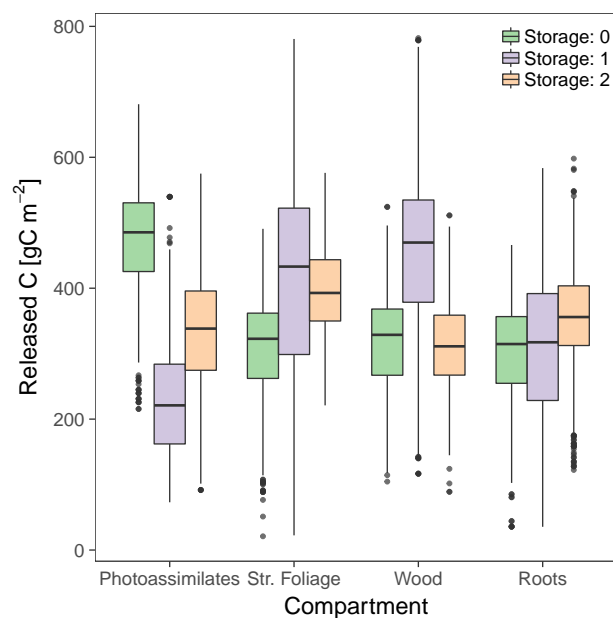 800
600
400
200
0
Released C [gC m−2]
Storage: 0
Storage: 1
Storage: 2
Photoassimilates Str. Foliage Wood Roots
Compartment